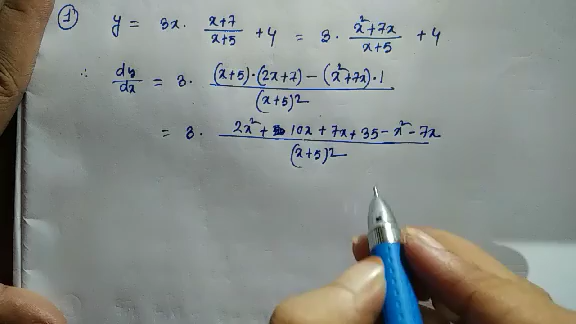 ① y = 3x · (x+7)/(x+5) + 4 = 3 · (x²+7x)/(x+5) + 4
∴ dy/dx = 3 · ((x+5)·(2x+7) − (x²+7x)·1)/(x+5)²
= 3 · (2x² + 10x + 7x + 35 − x² − 7x)/(x+5)²